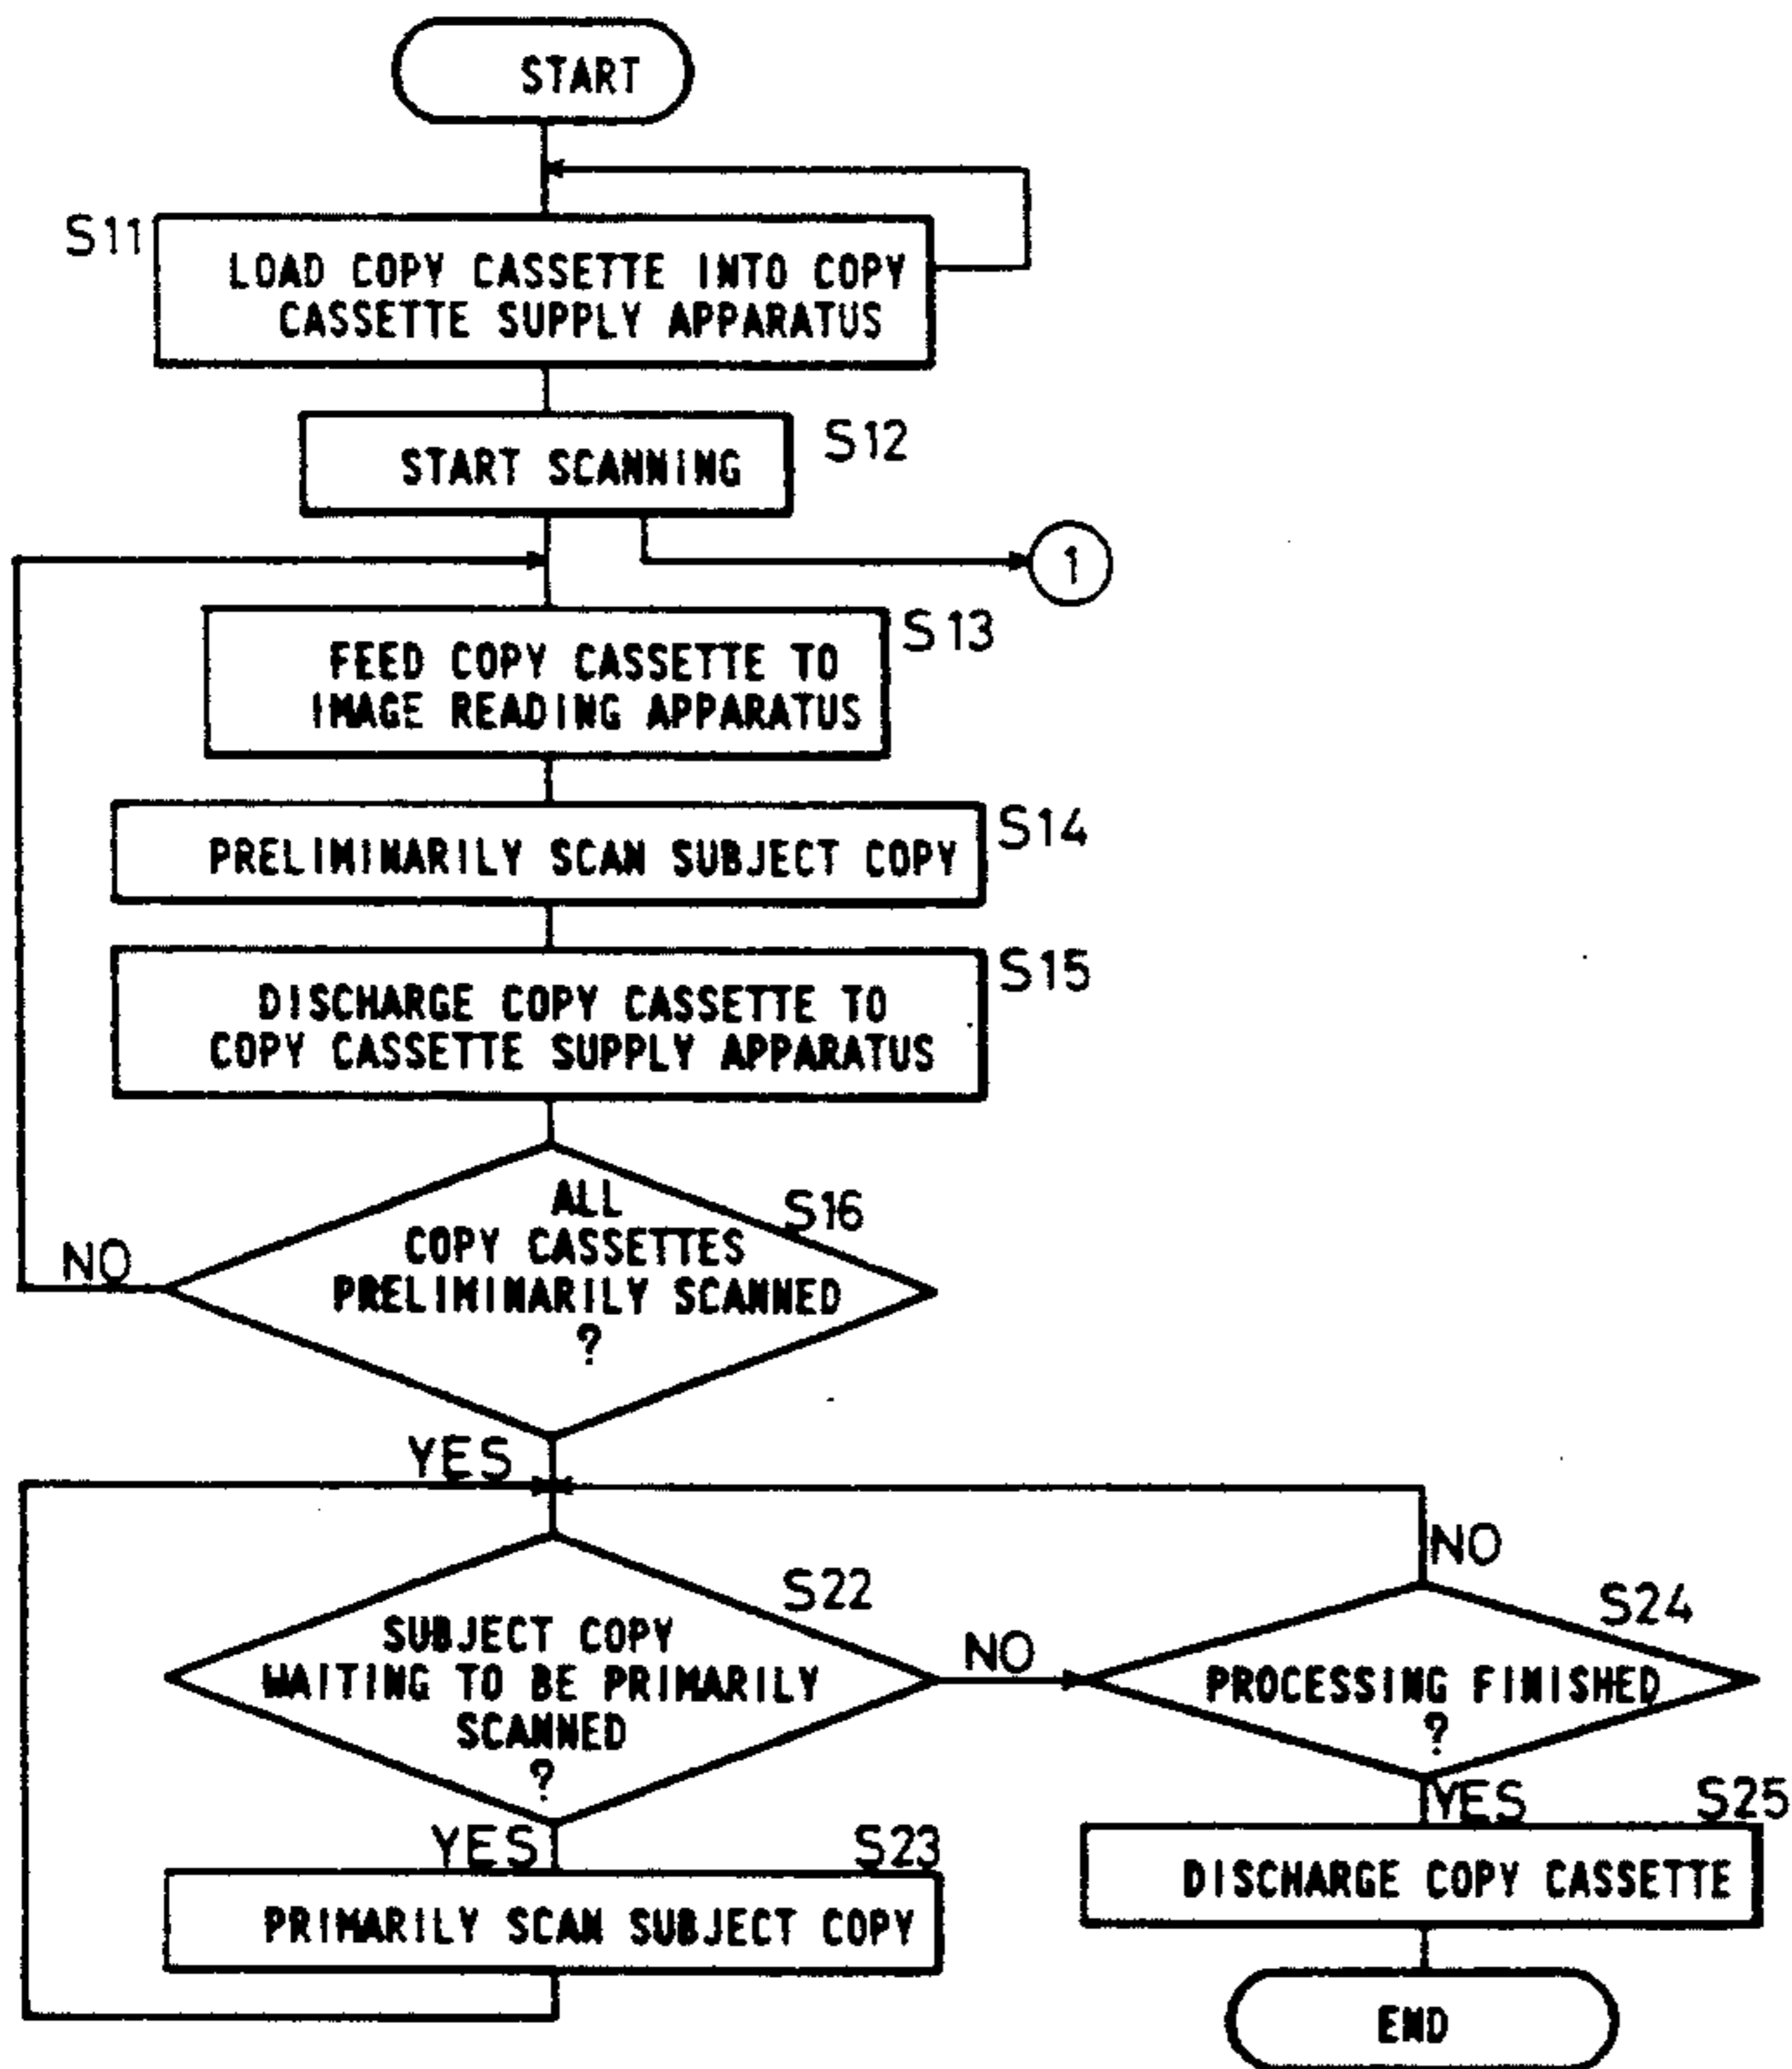 START
S11
LOAD COPY CASSETTE INTO COPY
CASSETTE SUPPLY APPARATUS
S12
START SCANNING
1
S13
FEED COPY CASSETTE TO
IMAGE READING APPARATUS
S14
PRELIMINARILY SCAN SUBJECT COPY
S15
DISCHARGE COPY CASSETTE TO
COPY CASSETTE SUPPLY APPARATUS
S16
ALL
COPY CASSETTES
PRELIMINARILY SCANNED
?
NO
YES
S22
SUBJECT COPY
WAITING TO BE PRIMARILY
SCANNED
?
NO
NO
S24
PROCESSING FINISHED
?
YES
S23
PRIMARILY SCAN SUBJECT COPY
YES
S25
DISCHARGE COPY CASSETTE
END